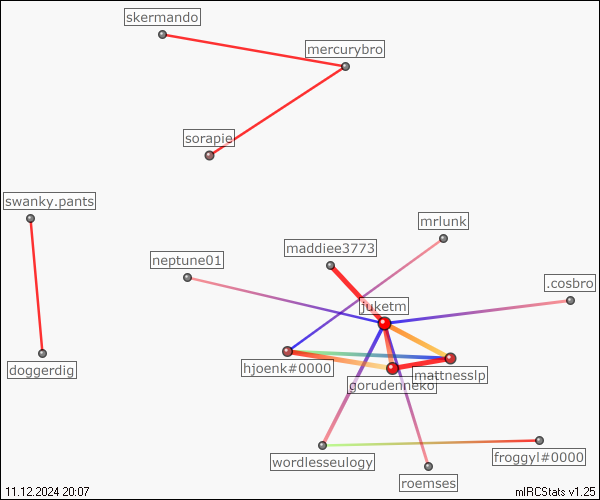 skermando
mercurybro
sorapie
swanky.pants
mrlunk
maddiee3773
neptune01
.cosbro
juketm
doggerdig
hjoenk#0000
mattnesslp
gorudenneko
wordlesseulogy
froggyl#0000
roemses
11.12.2024 20:07
mIRCStats v1.25